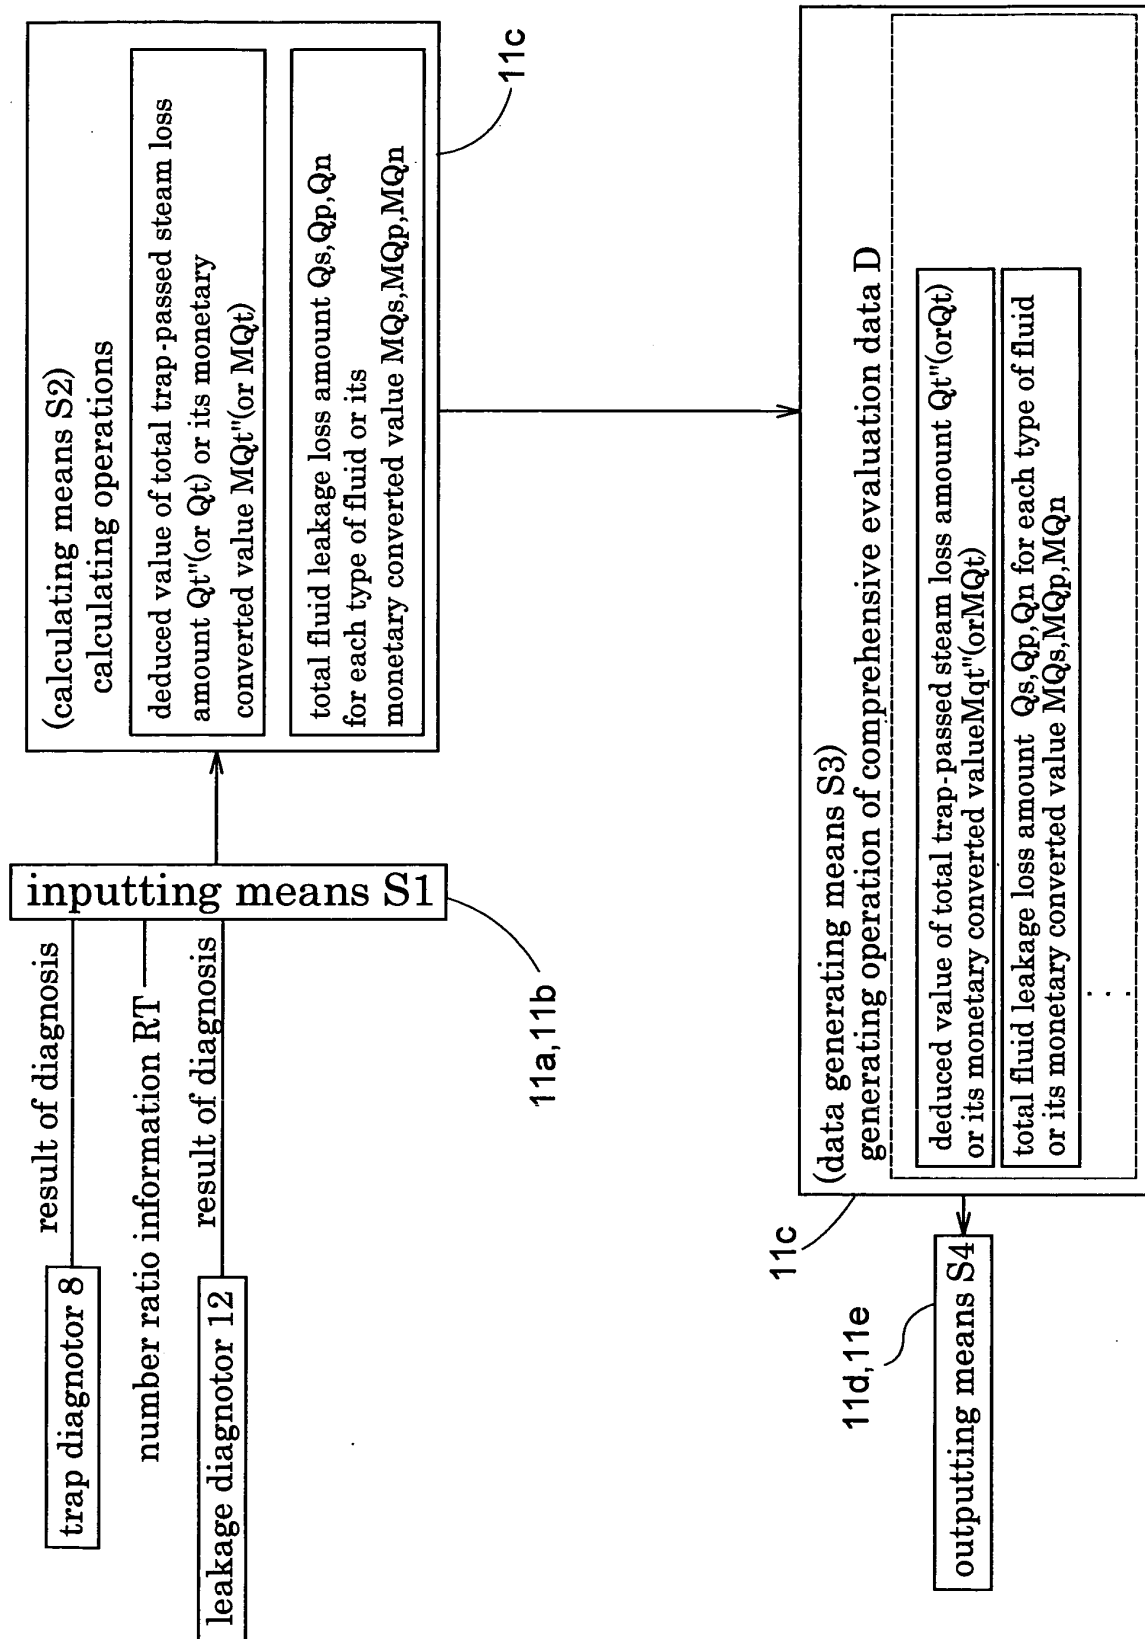 trap diagnotor 8
result of diagnosis
number ratio information RT
leakage diagnotor 12
result of diagnosis
inputting means S1
11a,11b
(calculating means S2)
calculating operations
deduced value of total trap-passed steam loss
amount Qt"(or Qt) or its monetary
converted value MQt"(or MQt)
total fluid leakage loss amount Qs,Qp,Qn
for each type of fluid or its
monetary converted value MQs,MQp,MQn
11c
(data generating means S3)
generating operation of comprehensive evaluation data D
deduced value of total trap-passed steam loss amount Qt"(orQt)
or its monetary converted valueMqt"(orMQt)
total fluid leakage loss amount Qs,Qp,Qn for each type of fluid
or its monetary converted value MQs,MQp,MQn
. . .
11c
outputting means S4
11d,11e